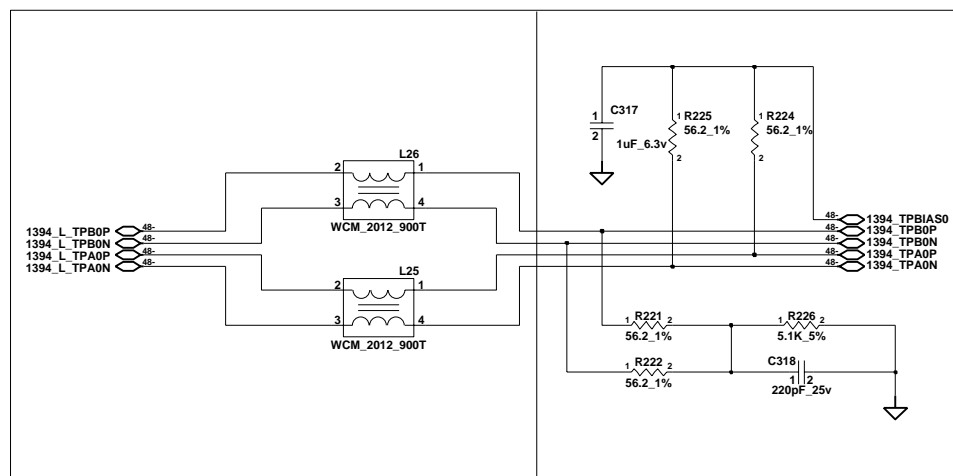 C317
1
2
1uF_6.3v
1
R225
56.2_1%
2
1
R224
56.2_1%
2
L26
2
1
3
4
WCM_2012_900T
1394_L_TPB0P
48-
1394_L_TPB0N
48-
1394_L_TPA0P
48-
1394_L_TPA0N
48-
48-
1394_TPBIAS0
48-
1394_TPB0P
48-
1394_TPB0N
48-
1394_TPA0P
48-
1394_TPA0N
L25
2
1
3
4
WCM_2012_900T
1 R221 2
56.2_1%
1 R226 2
5.1K_5%
1 R222 2
56.2_1%
C318
1 2
220pF_25v